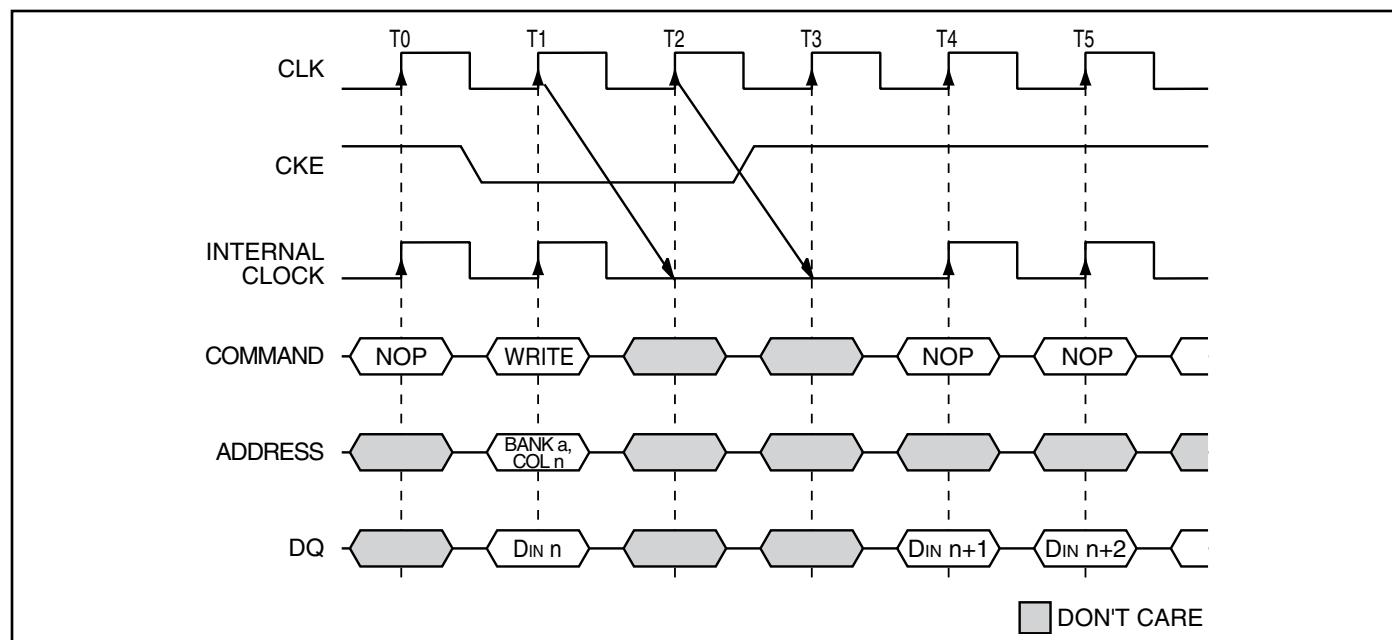 T0 T1 T2 T3 T4 T5
CLK
CKE
INTERNAL
CLOCK
COMMAND NOP WRITE NOP NOP
ADDRESS BANK a,
COL n
DQ DIN n DIN n+1 DIN n+2
DON'T CARE